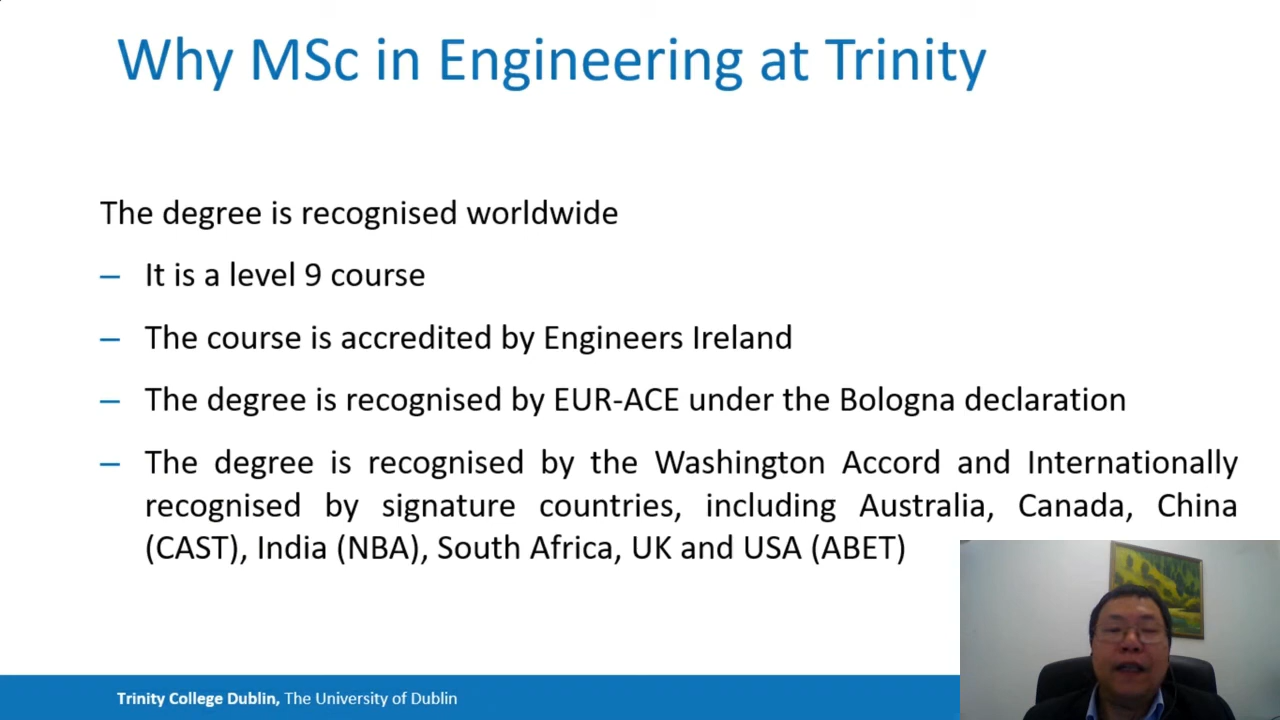 Why MSc in Engineering at Trinity
The degree is recognised worldwide
– It is a level 9 course
– The course is accredited by Engineers Ireland
– The degree is recognised by EUR-ACE under the Bologna declaration
– The degree is recognised by the Washington Accord and Internationally
recognised by signature countries, including Australia, Canada, China
(CAST), India (NBA), South Africa, UK and USA (ABET)
Trinity College Dublin, The University of Dublin